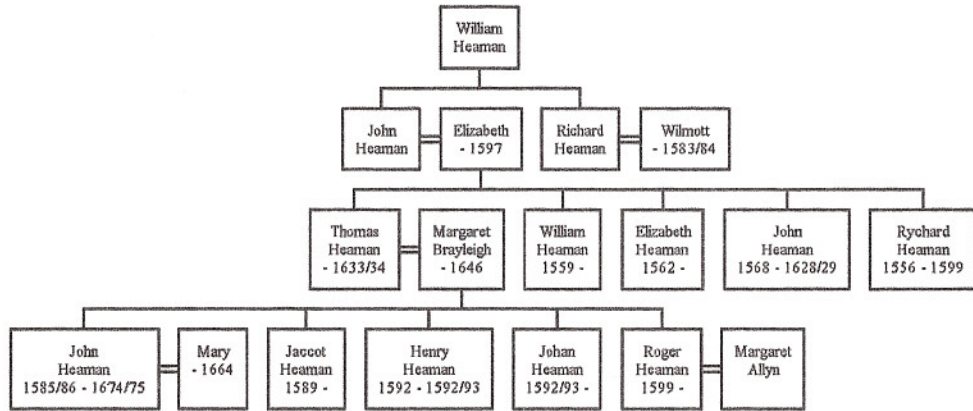 William
Heaman
John
Heaman
Elizabeth
- 1597
Richard
Heaman
Wilmott
- 1583/84
Thomas
Heaman
- 1633/34
Margaret
Brayleigh
- 1646
William
Heaman
1559 -
Elizabeth
Heaman
1562 -
John
Heaman
1568 - 1628/29
Rychard
Heaman
1556 - 1599
John
Heaman
1585/86 - 1674/75
Mary
- 1664
Jaccot
Heaman
1589 -
Henry
Heaman
1592 - 1592/93
Johan
Heaman
1592/93 -
Roger
Heaman
1599 -
Margaret
Allyn